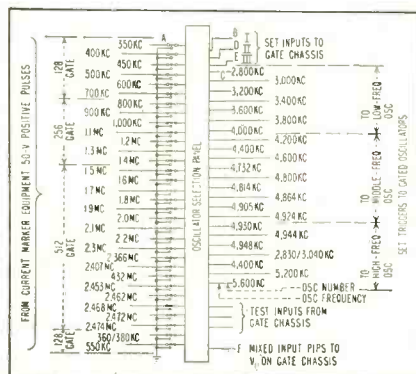 FROM CURRENT MARKER EQUIPMENT 50-V POSITIVE PULSES
128 GATE
256 GATE
512 GATE
128 GATE
A
350KC
400KC
450KC
500KC
600KC
700KC
800KC
900KC
1,000KC
1.1MC
1.2MC
1.3MC
1.4MC
1.5MC
1.6MC
1.7MC
1.8MC
1.9MC
2.0MC
2.1MC
2.2MC
2.3MC
2.366MC
2.407MC
432MC
2.453MC
2.462MC
2.468MC
2.472MC
2.474MC
360/380KC
550KC
OSCILLATOR SELECTION PANEL
B I
D II
E III
SET INPUTS TO GATE CHASSIS
C
2,800KC
3,000KC
3,200KC
3,400KC
3,600KC
3,800KC
4,000KC
4,200KC
4,400KC
4,600KC
4,732KC
4,800KC
4,814KC
4,864KC
4,905KC
4,924KC
4,930KC
4,944KC
4,948KC
2,830/3,040KC
4,400KC
5,200KC
5,600KC
TO LOW-FREQ OSC
TO MIDDLE-FREQ OSC
TO HIGH-FREQ OSC
SET TRIGGERS TO GATED OSCILLATORS
OSC NUMBER
OSC FREQUENCY
TEST INPUTS FROM GATE CHASSIS
F MIXED INPUT PIPS TO V, ON GATE CHASSIS